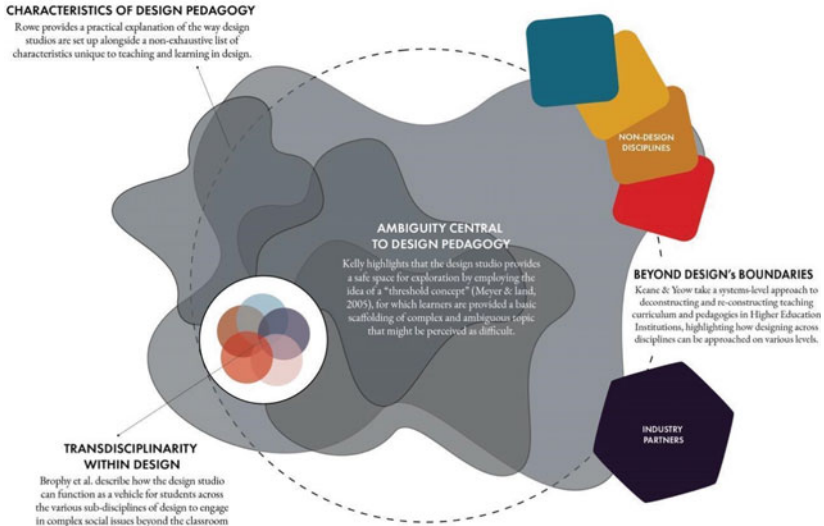 CHARACTERISTICS OF DESIGN PEDAGOGY
Rowe provides a practical explanation of the way design
studios are set up alongside a non-exhaustive list of
characteristics unique to teaching and learning in design.
NON-DESIGN
DISCIPLINES
AMBIGUITY CENTRAL
TO DESIGN PEDAGOGY
Kelly highlights that the design studio provides
a safe space for exploration by employing the
idea of a "threshold concept" (Meyer & land,
2005), for which learners are provided a basic
scaffolding of complex and ambiguous topic
that might be perceived as difficult.
BEYOND DESIGN's BOUNDARIES
Keane & Yeow take a systems-level approach to
deconstructing and re-constructing teaching
curriculum and pedagogies in Higher Education
Institutions, highlighting how designing across
disciplines can be approached on various levels.
INDUSTRY
PARTNERS
TRANSDISCIPLINARITY
WITHIN DESIGN
Brophy et al. describe how the design studio
can function as a vehicle for students across
the various sub-disciplines of design to engage
in complex social issues beyond the classroom